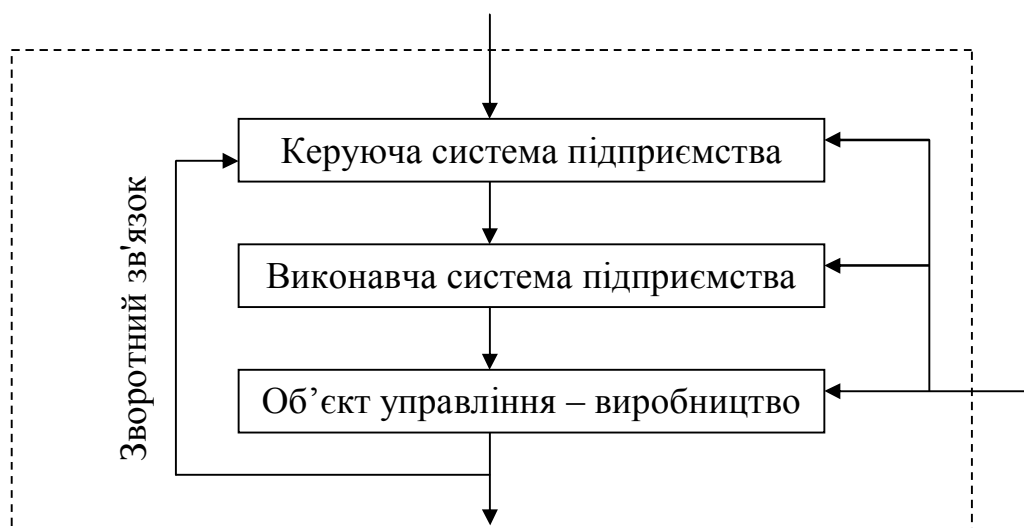 Керуюча система підприємства
Зворотний зв'язок
Виконавча система підприємства
Об’єкт управління – виробництво